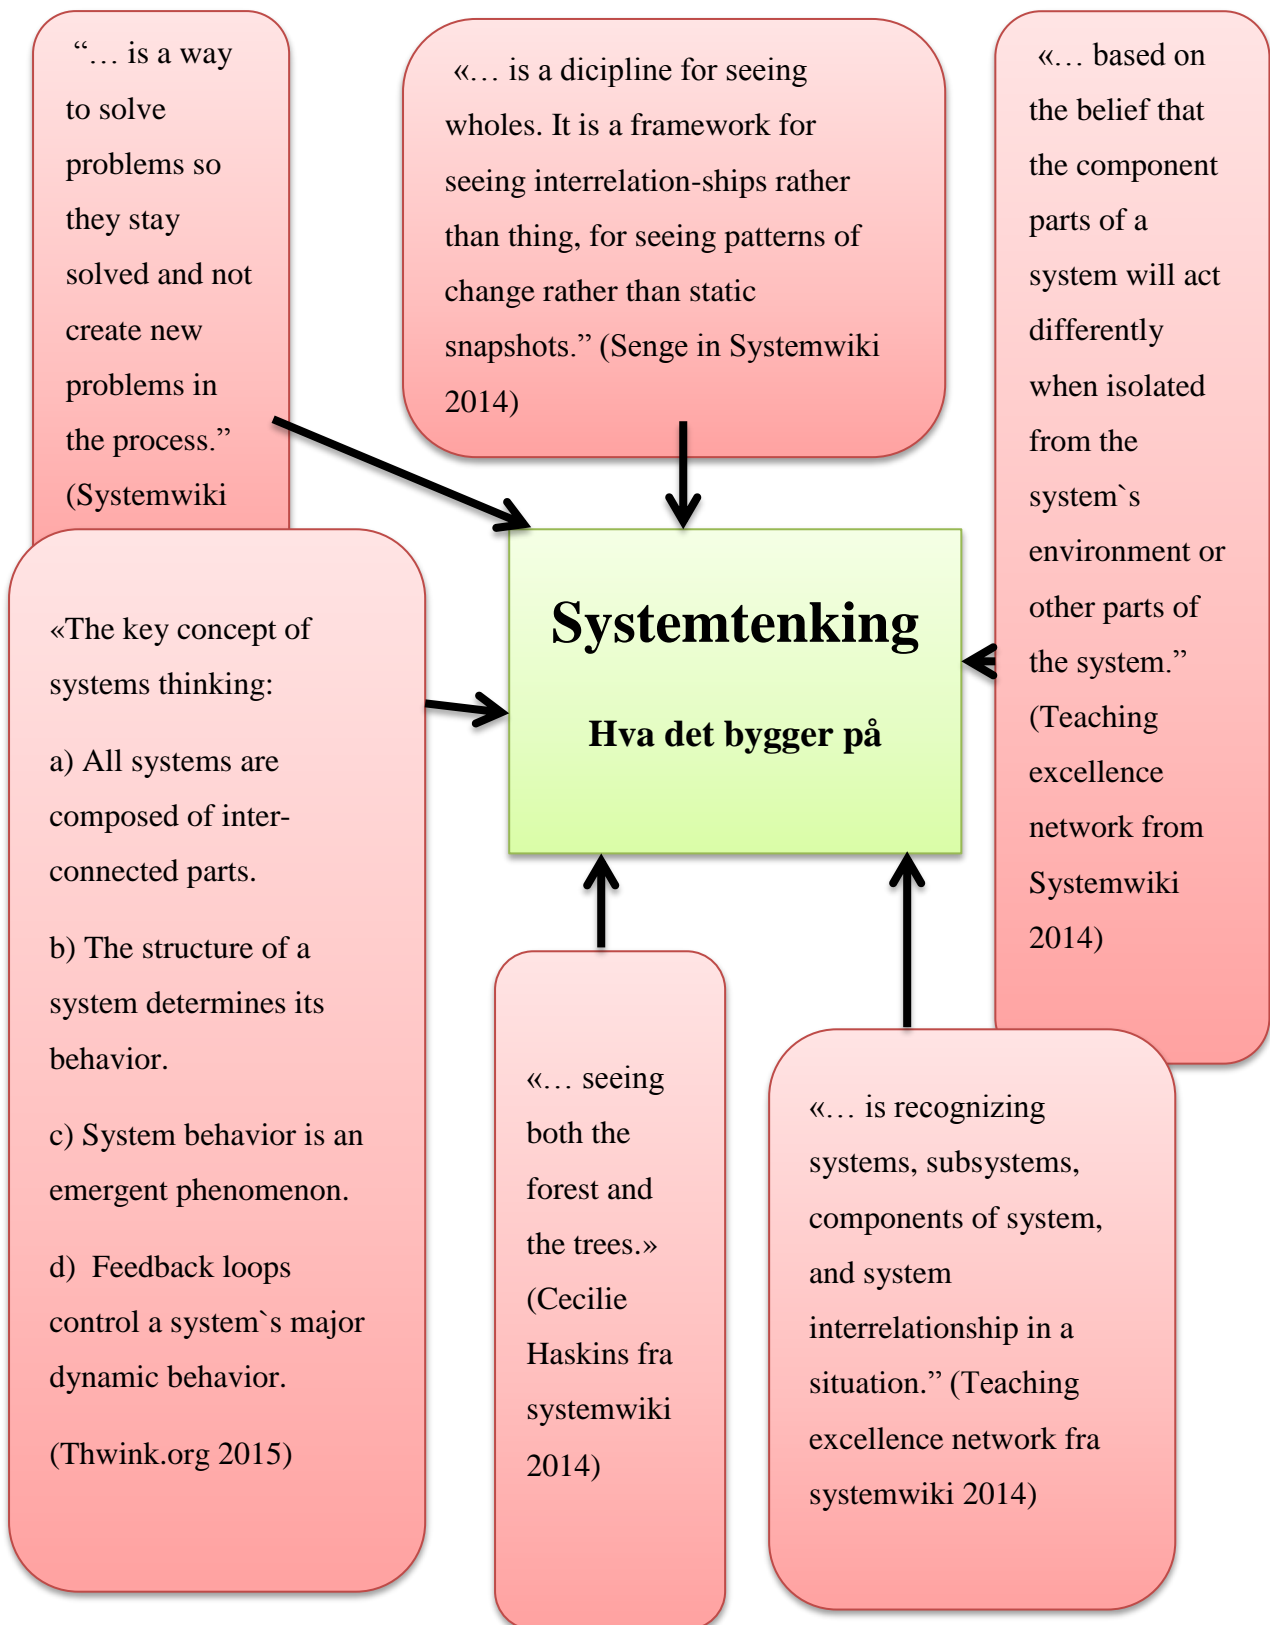 “… is a way
to solve
problems so
they stay
solved and not
create new
problems in
the process.”
(Systemwiki
«… is a dicipline for seeing
wholes. It is a framework for
seeing interrelation-ships rather
than thing, for seeing patterns of
change rather than static
snapshots.” (Senge in Systemwiki
2014)
«… based on
the belief that
the component
parts of a
system will act
differently
when isolated
from the
system`s
environment or
other parts of
the system.”
(Teaching
excellence
network from
Systemwiki
2014)
Systemtenking
Hva det bygger på
«The key concept of
systems thinking:
a) All systems are
composed of inter-
connected parts.
b) The structure of a
system determines its
behavior.
c) System behavior is an
emergent phenomenon.
d) Feedback loops
control a system`s major
dynamic behavior.
(Thwink.org 2015)
«… seeing
both the
forest and
the trees.»
(Cecilie
Haskins fra
systemwiki
2014)
«… is recognizing
systems, subsystems,
components of system,
and system
interrelationship in a
situation.” (Teaching
excellence network fra
systemwiki 2014)